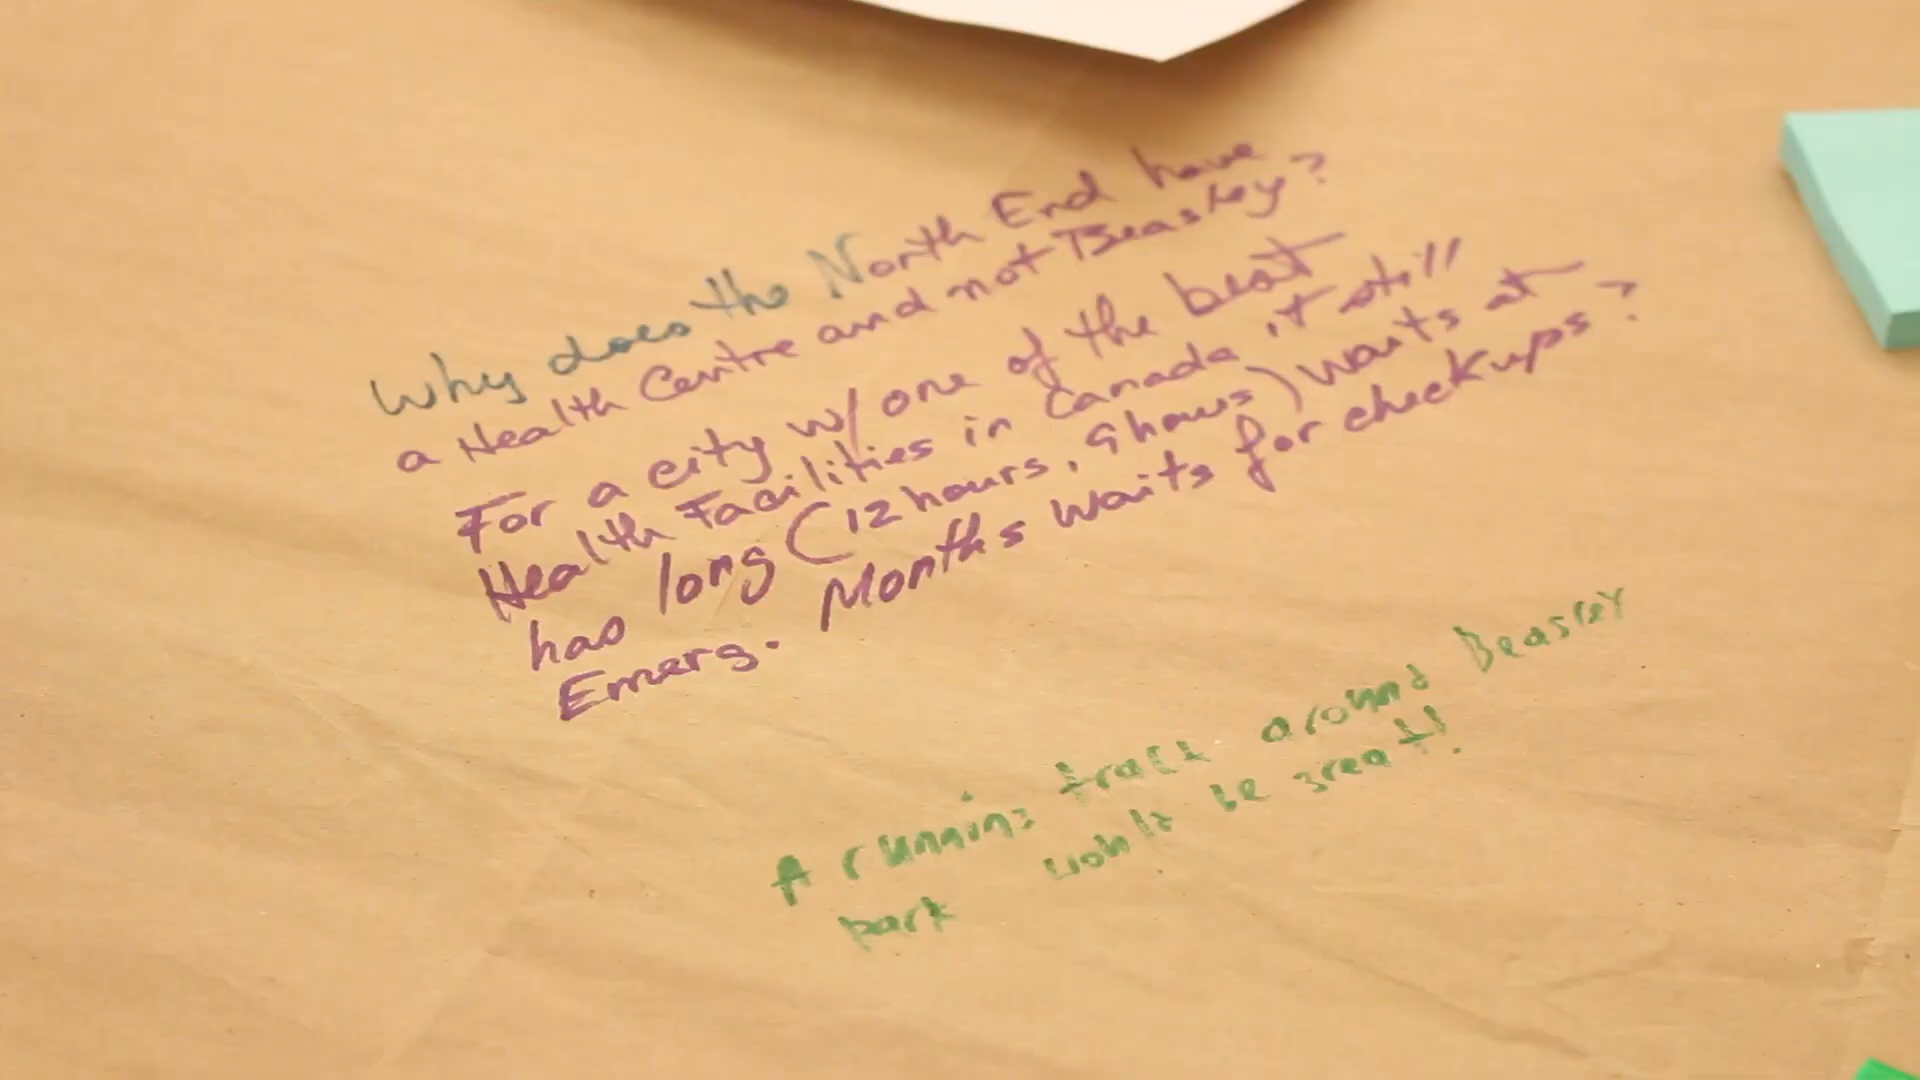 Why does the North End have
a Health Centre and not Beasley?
For a city w/ one of the best
Health Facilities in Canada, it still
has long (12 hours, 9 hours) waits at
Emerg. Months waits for checkups?
A running track around Beasley
park would be great!